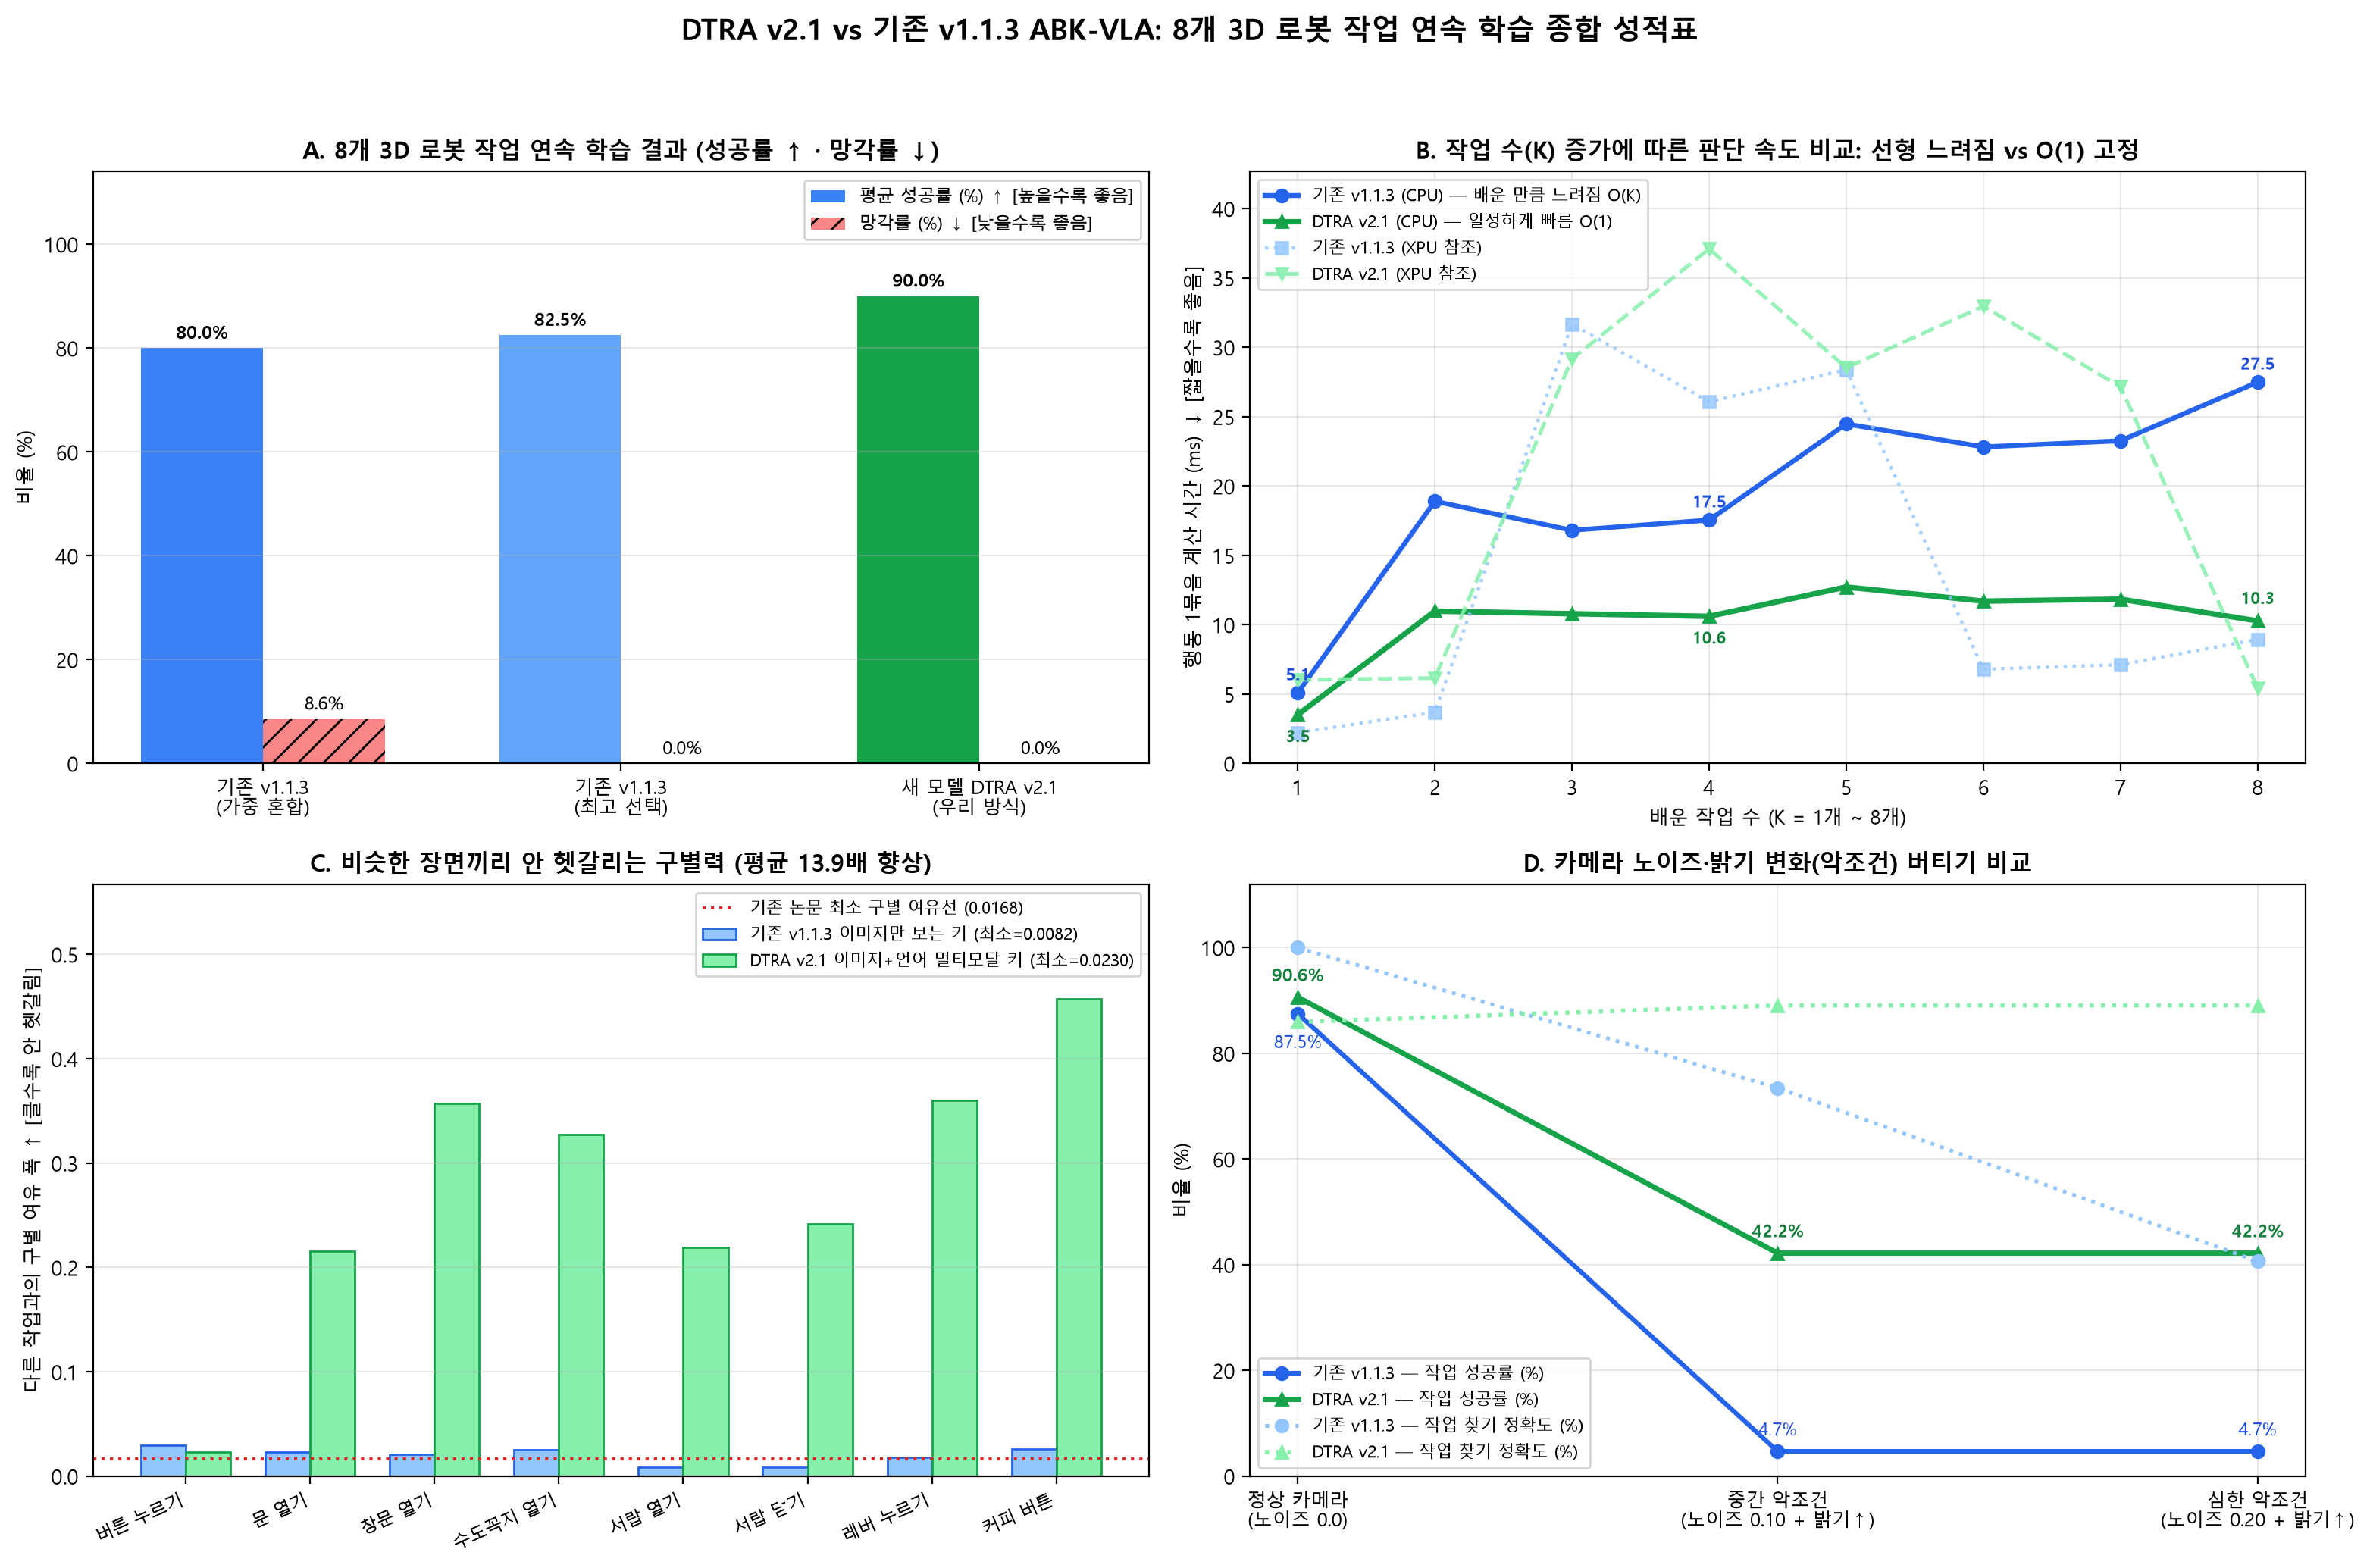 DTRA v2.1 vs 기존 v1.1.3 ABK-VLA: 8개 3D 로봇 작업 연속 학습 종합 성적표
A. 8개 3D 로봇 작업 연속 학습 결과 (성공률 ↑ · 망각률 ↓)
평균 성공률 (%) ↑ [높을수록 좋음]
망각률 (%) ↓ [낮을수록 좋음]
비율 (%)
100
80
60
40
20
0
80.0%
8.6%
82.5%
0.0%
90.0%
0.0%
기존 v1.1.3
(가중 혼합)
기존 v1.1.3
(최고 선택)
새 모델 DTRA v2.1
(우리 방식)
B. 작업 수(K) 증가에 따른 판단 속도 비교: 선형 느려짐 vs O(1) 고정
기존 v1.1.3 (CPU) — 배운 만큼 느려짐 O(K)
DTRA v2.1 (CPU) — 일정하게 빠름 O(1)
기존 v1.1.3 (XPU 참조)
DTRA v2.1 (XPU 참조)
행동 1묶음 계산 시간 (ms) ↓ [짧을수록 좋음]
40
35
30
25
20
15
10
5
0
5.1
3.5
17.5
10.6
27.5
10.3
1 2 3 4 5 6 7 8
배운 작업 수 (K = 1개 ~ 8개)
C. 비슷한 장면끼리 안 헷갈리는 구별력 (평균 13.9배 향상)
기존 논문 최소 구별 여유선 (0.0168)
기존 v1.1.3 이미지만 보는 키 (최소=0.0082)
DTRA v2.1 이미지+언어 멀티모달 키 (최소=0.0230)
다른 작업과의 구별 여유 폭 ↑ [클수록 안 헷갈림]
0.5
0.4
0.3
0.2
0.1
0.0
버튼 누르기
문 열기
창문 열기
수도꼭지 열기
서랍 열기
서랍 닫기
레버 누르기
커피 버튼
D. 카메라 노이즈·밝기 변화(악조건) 버티기 비교
비율 (%)
100
80
60
40
20
0
90.6%
87.5%
42.2%
42.2%
4.7%
4.7%
기존 v1.1.3 — 작업 성공률 (%)
DTRA v2.1 — 작업 성공률 (%)
기존 v1.1.3 — 작업 찾기 정확도 (%)
DTRA v2.1 — 작업 찾기 정확도 (%)
정상 카메라
(노이즈 0.0)
중간 악조건
(노이즈 0.10 + 밝기↑)
심한 악조건
(노이즈 0.20 + 밝기↑)